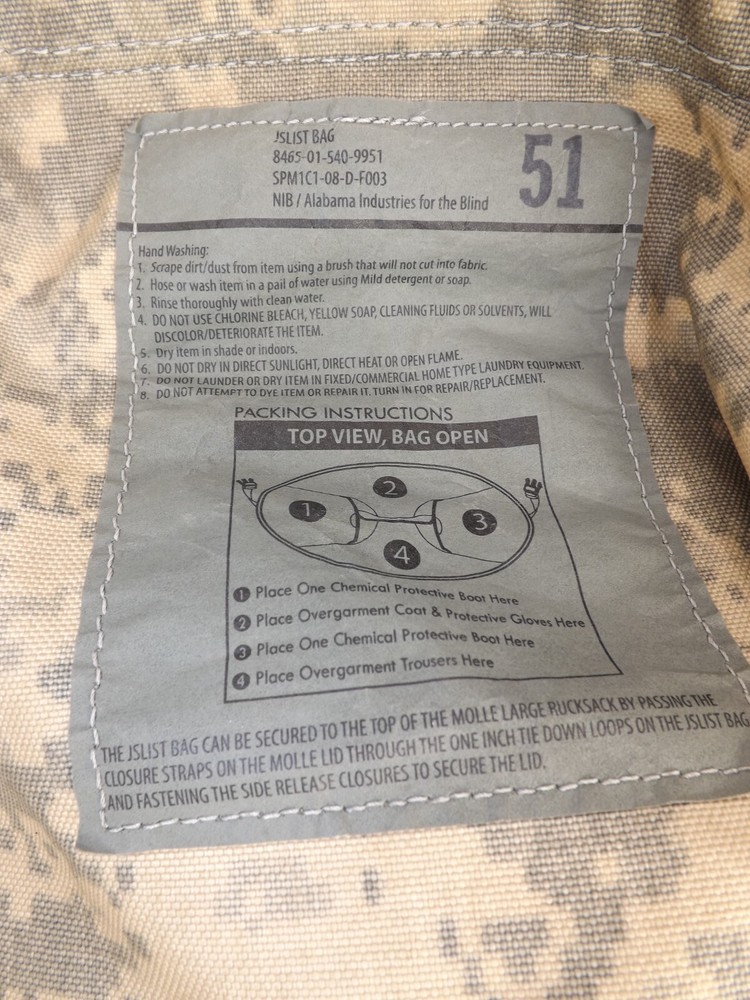 JSLIST BAG
8465-01-540-9951
SPM1C1-08-D-F003
NIB / Alabama Industries for the Blind
51
Hand Washing:
1. Scrape dirt/dust from item using a brush that will not cut into fabric.
2. Hose or wash item in a pail of water using Mild detergent or soap.
3. Rinse thoroughly with clean water.
4. DO NOT USE CHLORINE BLEACH, YELLOW SOAP, CLEANING FLUIDS OR SOLVENTS, WILL
DISCOLOR/DETERIORATE THE ITEM.
5. Dry item in shade or indoors.
6. DO NOT DRY IN DIRECT SUNLIGHT, DIRECT HEAT OR OPEN FLAME.
7. DO NOT LAUNDER OR DRY ITEM IN FIXED/COMMERCIAL HOME TYPE LAUNDRY EQUIPMENT.
8. DO NOT ATTEMPT TO DYE ITEM OR REPAIR IT. TURN IN FOR REPAIR/REPLACEMENT.
PACKING INSTRUCTIONS
TOP VIEW, BAG OPEN
2
1
3
4
1 Place One Chemical Protective Boot Here
2 Place Overgarment Coat & Protective Gloves Here
3 Place One Chemical Protective Boot Here
4 Place Overgarment Trousers Here
THE JSLIST BAG CAN BE SECURED TO THE TOP OF THE MOLLE LARGE RUCKSACK BY PASSING THE
CLOSURE STRAPS ON THE MOLLE LID THROUGH THE ONE INCH TIE DOWN LOOPS ON THE JSLIST BAG
AND FASTENING THE SIDE RELEASE CLOSURES TO SECURE THE LID.